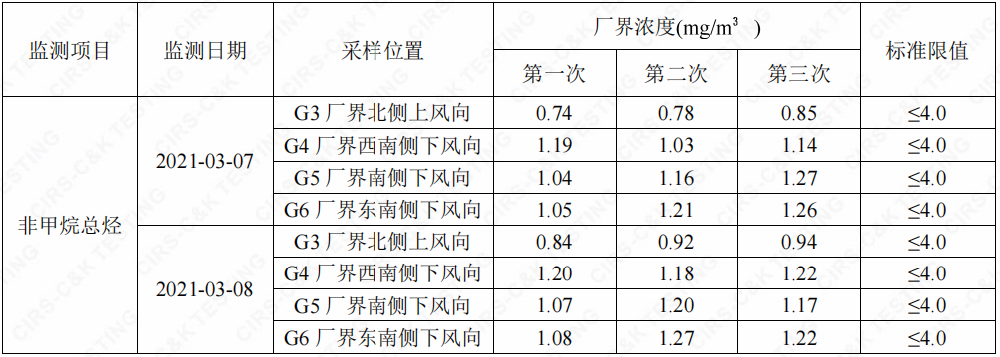 监测项目 监测日期 采样位置 厂界浓度(mg/m³ ) 标准限值
第一次 第二次 第三次
非甲烷总烃 2021-03-07 G3 厂界北侧上风向 0.74 0.78 0.85 ≤4.0
G4 厂界西南侧下风向 1.19 1.03 1.14 ≤4.0
G5 厂界南侧下风向 1.04 1.16 1.27 ≤4.0
G6 厂界东南侧下风向 1.05 1.21 1.26 ≤4.0
2021-03-08 G3 厂界北侧上风向 0.84 0.92 0.94 ≤4.0
G4 厂界西南侧下风向 1.20 1.18 1.22 ≤4.0
G5 厂界南侧下风向 1.07 1.20 1.17 ≤4.0
G6 厂界东南侧下风向 1.08 1.27 1.22 ≤4.0
CIRS-C&K TESTING